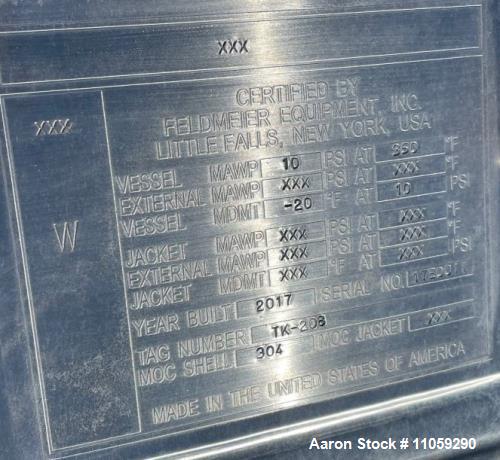 XXX
XXX
W
CERTIFIED BY
FELDMEIER EQUIPMENT, INC.
LITTLE FALLS, NEW YORK, USA
VESSEL MAWP 10 PSI AT 350 °F
EXTERNAL MAWP XXX PSI AT XXX °F
VESSEL MDMT -20 °F AT 10 PSI
JACKET MAWP XXX PSI AT XXX °F
EXTERNAL MAWP XXX PSI AT XXX °F
JACKET MDMT XXX °F AT XXX PSI
YEAR BUILT 2017 SERIAL NO.
TAG NUMBER TK-208
MOC SHELL 304 MOC JACKET XXX
MADE IN THE UNITED STATES OF AMERICA
Aaron Stock # 11059290